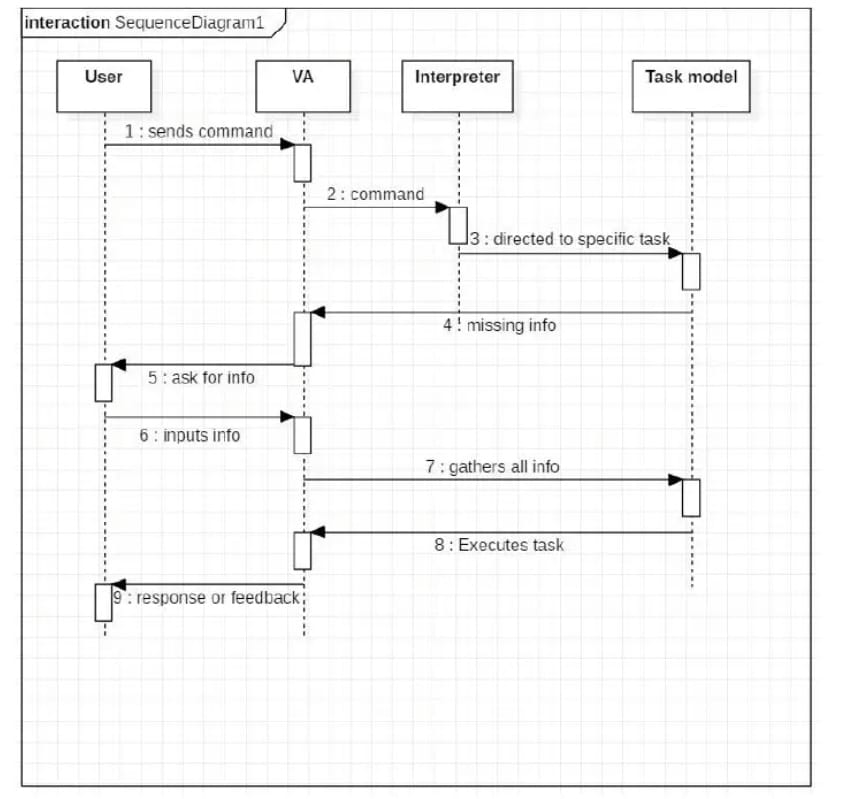 interaction SequenceDiagram1
User
VA
Interpreter
Task model
1 : sends command
2 : command
3 : directed to specific task
4 : missing info
5 : ask for info
6 : inputs info
7 : gathers all info
8 : Executes task
9 : response or feedback